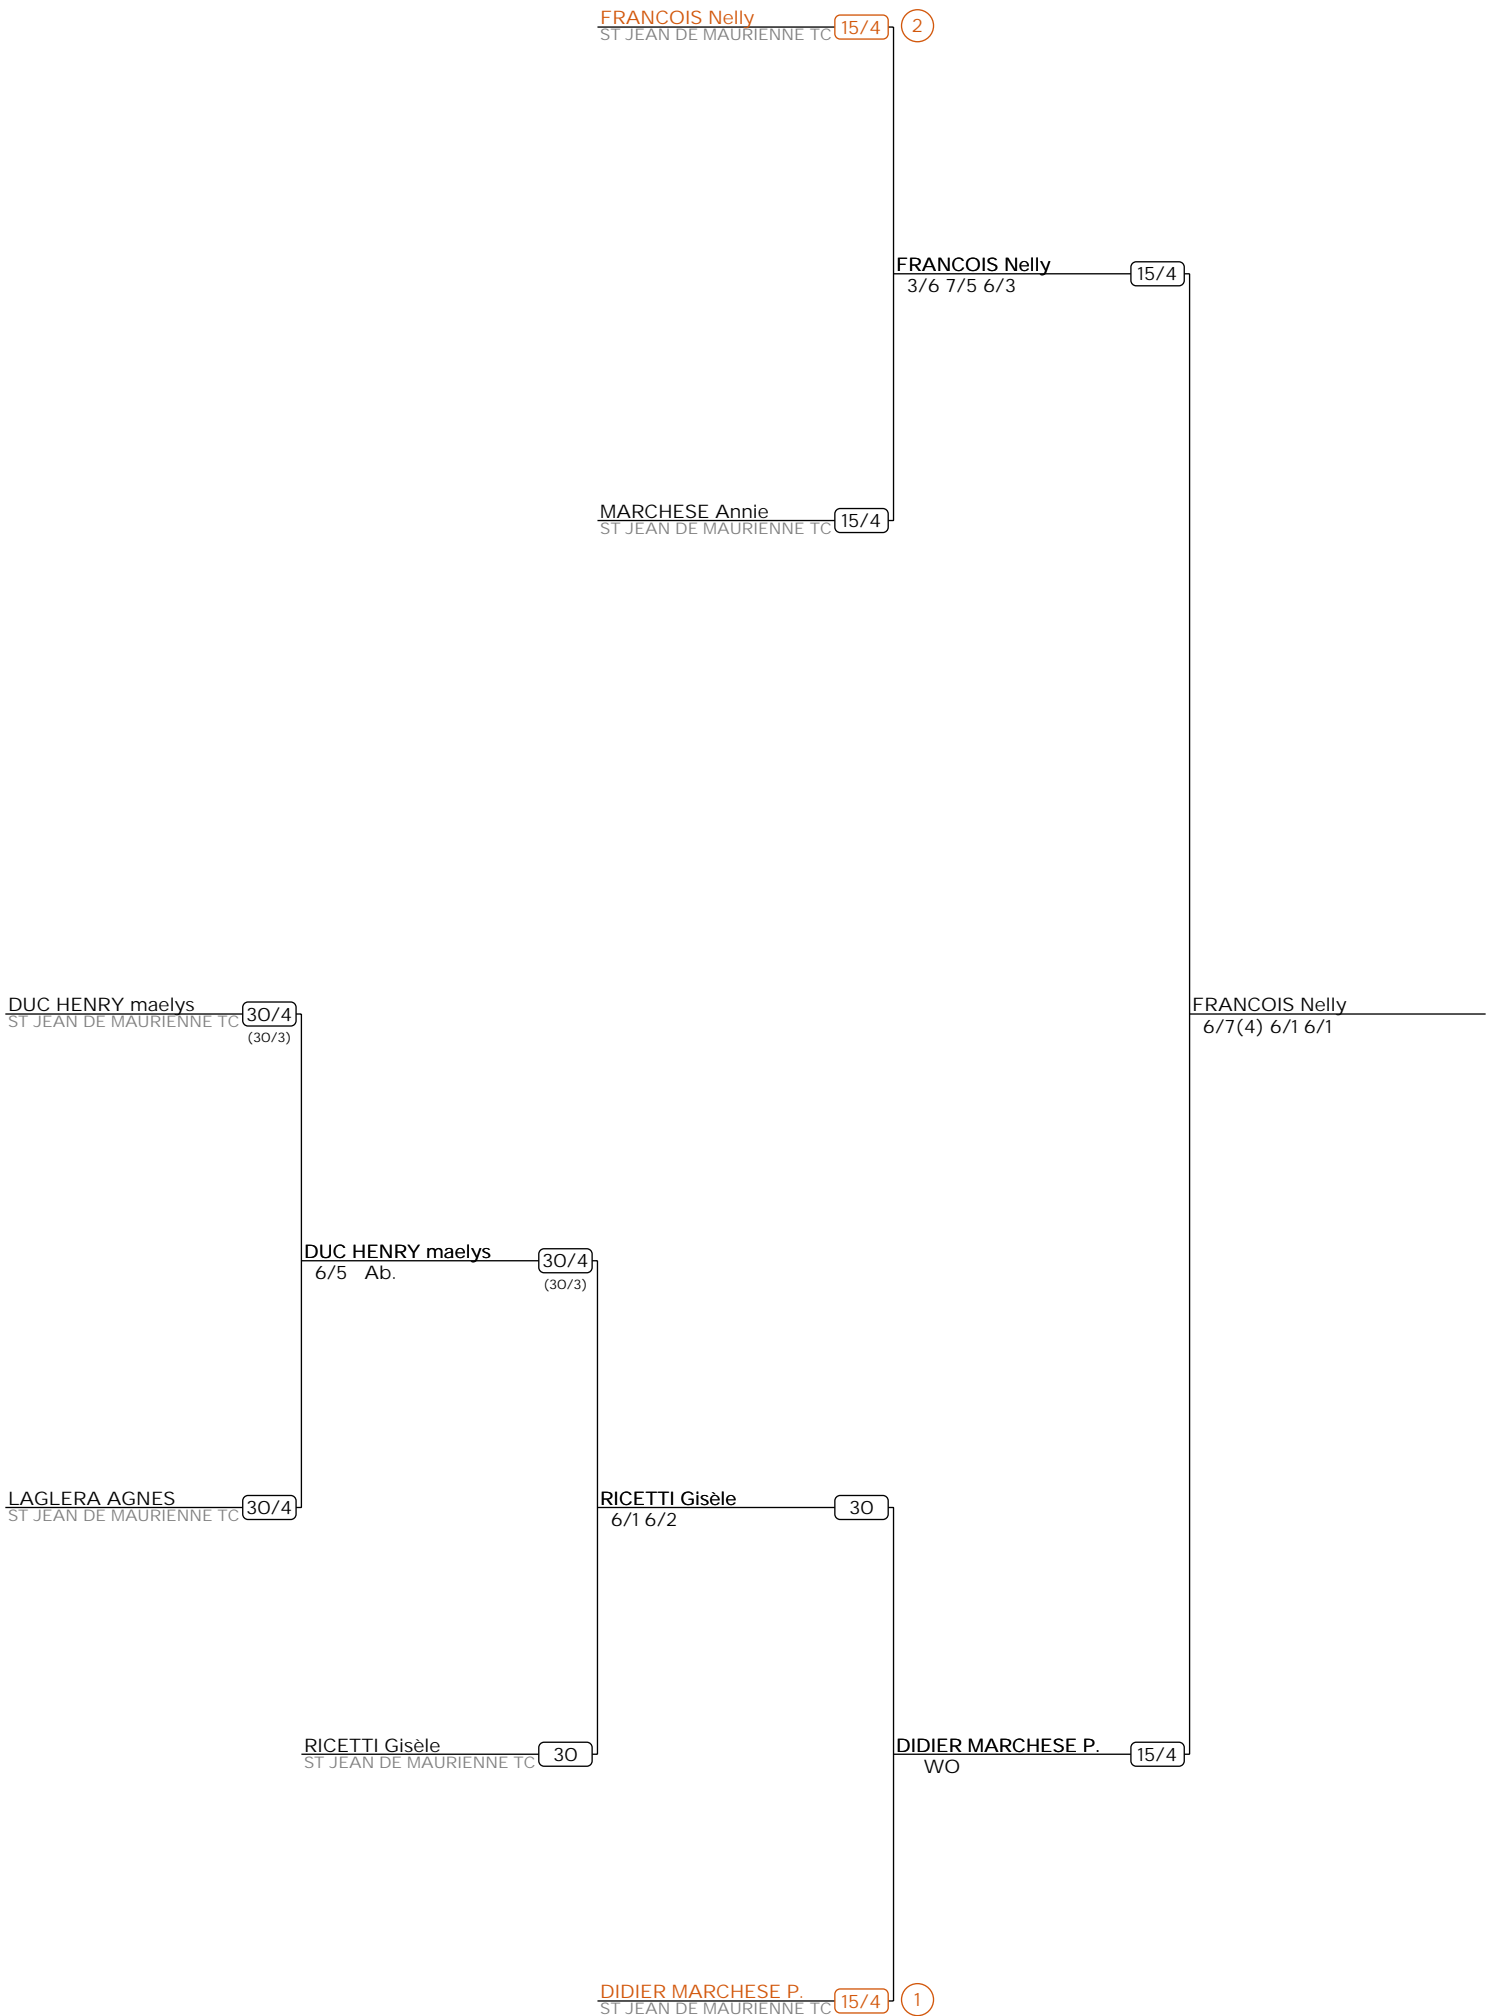 FRANCOIS Nelly
15/4
2
ST JEAN DE MAURIENNE TC
FRANCOIS Nelly
15/4
3/6 7/5 6/3
MARCHESE Annie
15/4
ST JEAN DE MAURIENNE TC
DUC HENRY maelys
30/4
ST JEAN DE MAURIENNE TC
(30/3)
FRANCOIS Nelly
6/7(4) 6/1 6/1
DUC HENRY maelys
30/4
6/5 Ab.
(30/3)
LAGLERA AGNES
30/4
ST JEAN DE MAURIENNE TC
RICETTI Gisèle
30
6/1 6/2
RICETTI Gisèle
30
ST JEAN DE MAURIENNE TC
DIDIER MARCHESE P.
15/4
WO
DIDIER MARCHESE P.
15/4
1
ST JEAN DE MAURIENNE TC